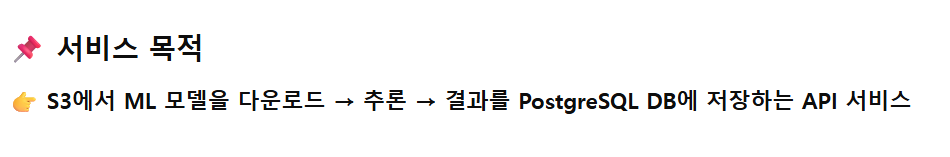 📌 서비스 목적
👉 S3에서 ML 모델을 다운로드 → 추론 → 결과를 PostgreSQL DB에 저장하는 API 서비스